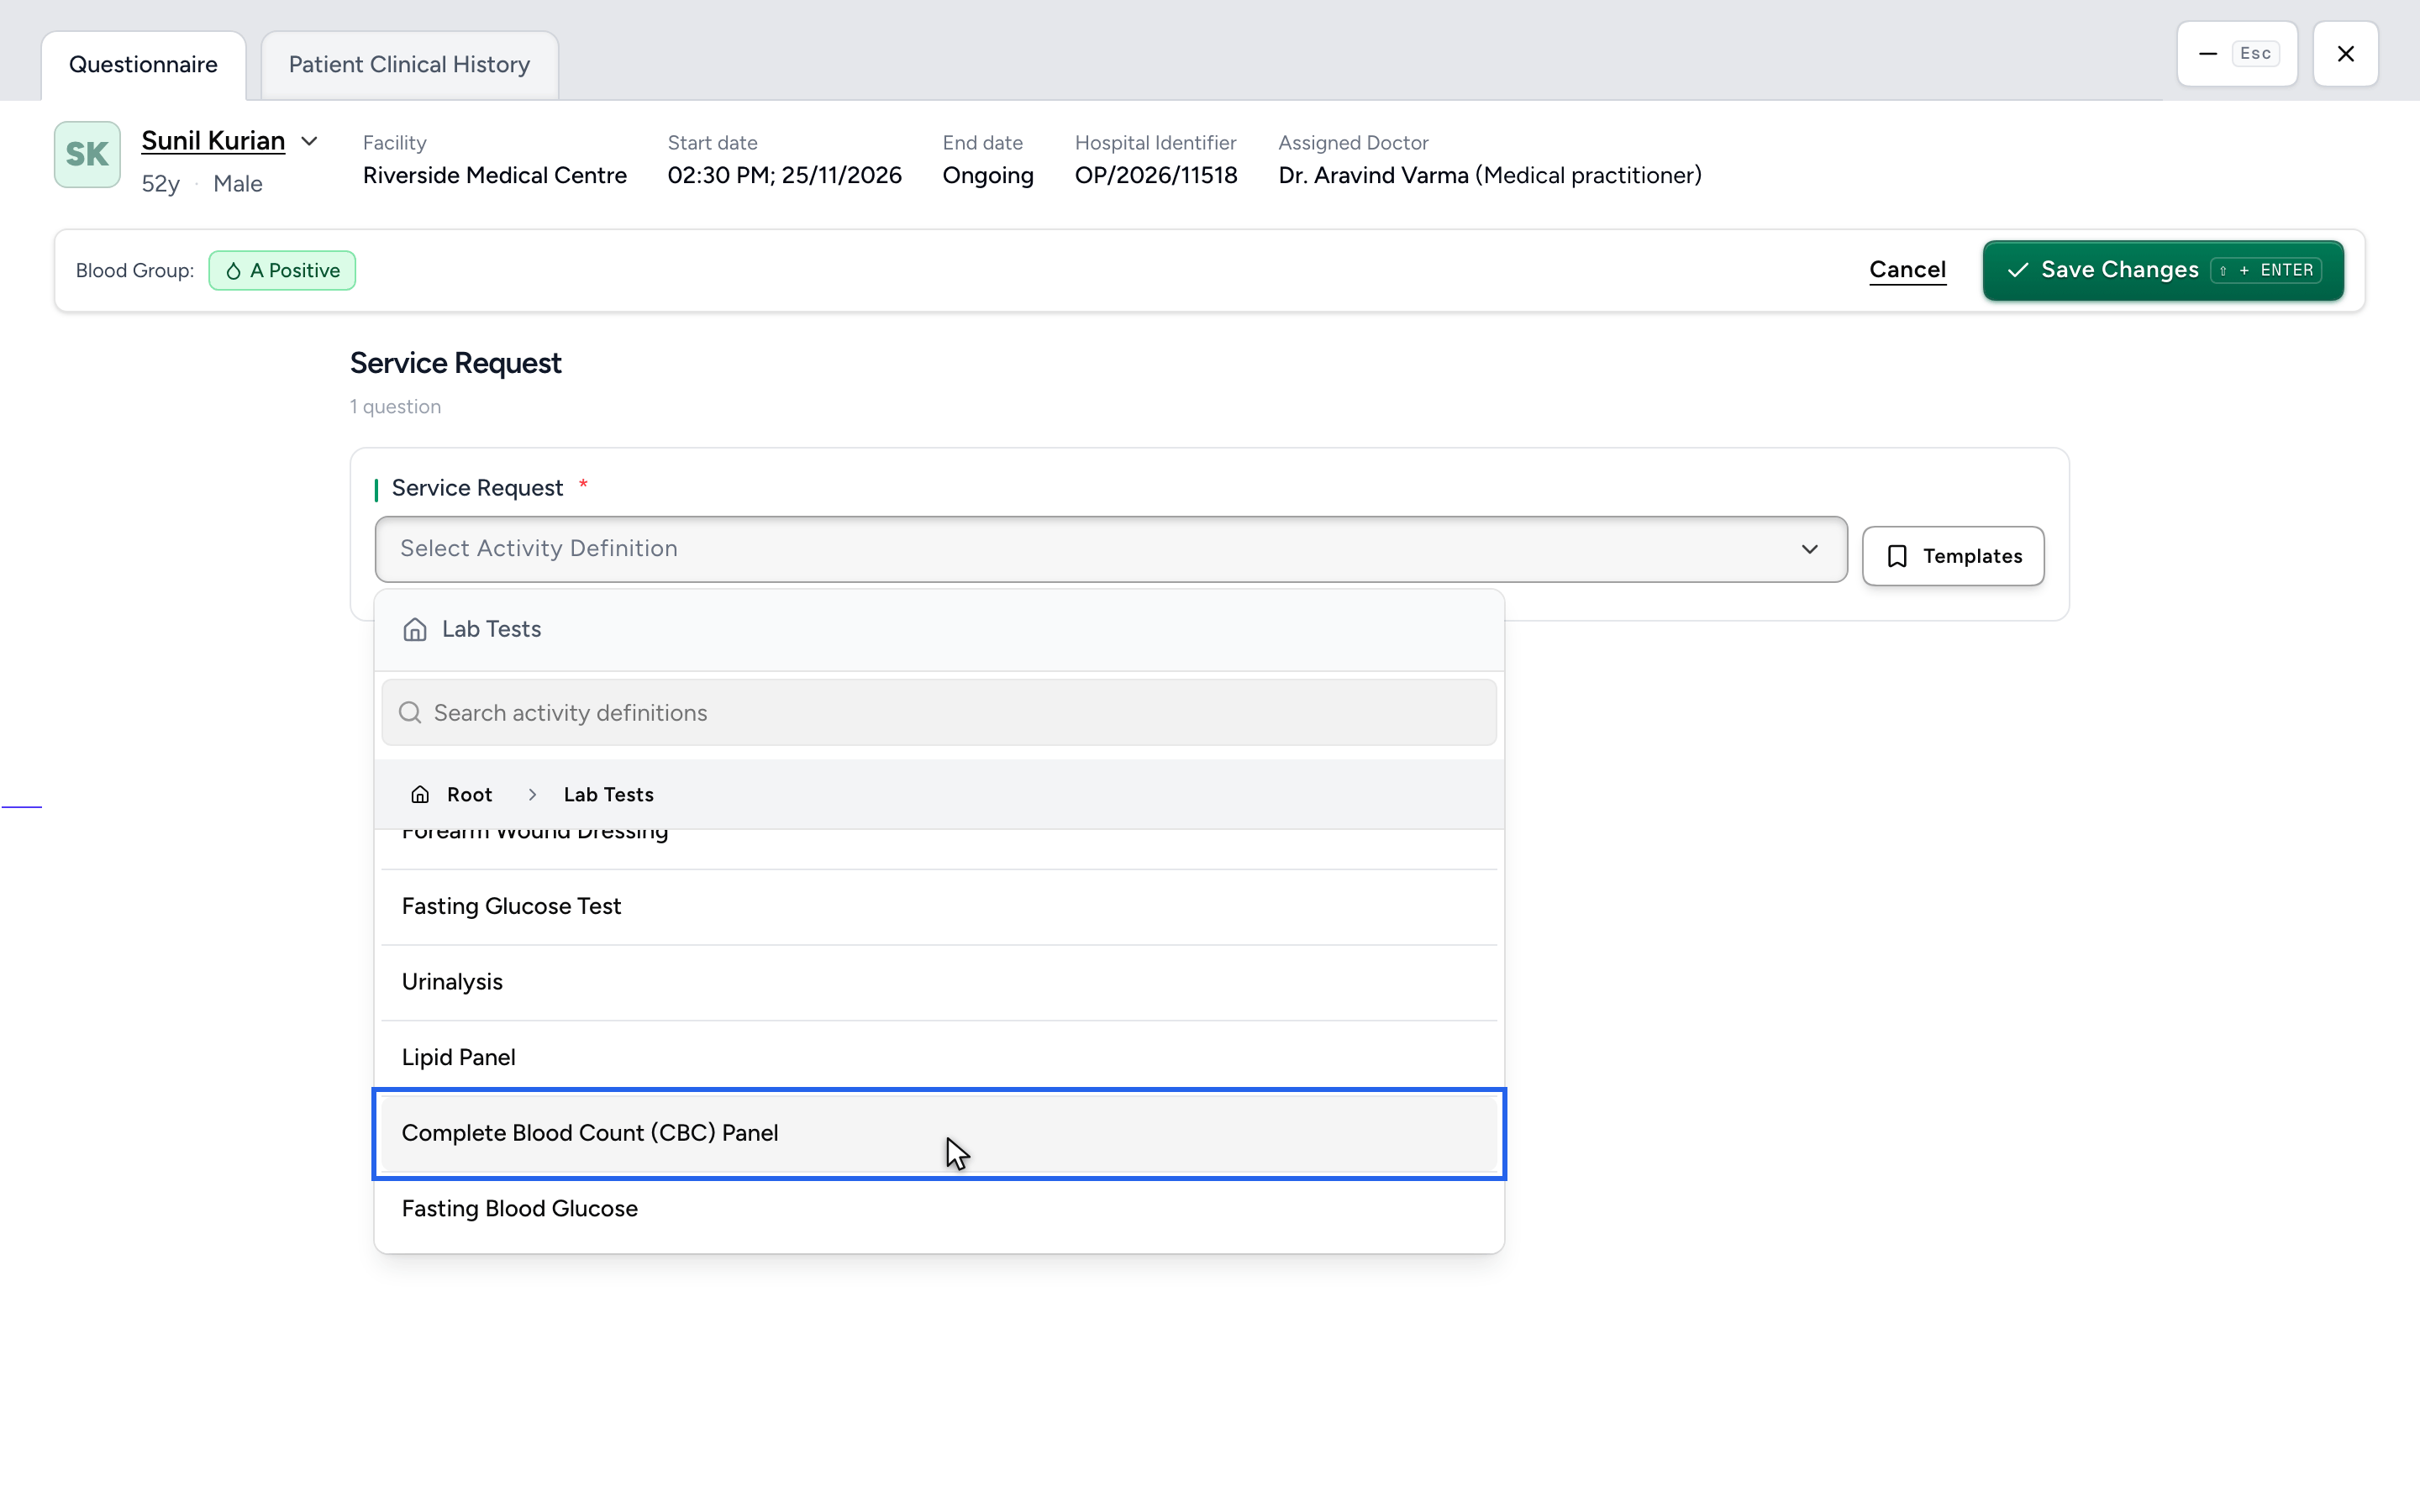 Questionnaire
Patient Clinical History
Esc
SK
Sunil Kurian
52y · Male
Facility
Riverside Medical Centre
Start date
02:30 PM; 25/11/2026
End date
Ongoing
Hospital Identifier
OP/2026/11518
Assigned Doctor
Dr. Aravind Varma (Medical practitioner)
Blood Group: A Positive
Cancel
Save Changes ⇧ + ENTER
Service Request
1 question
Service Request *
Select Activity Definition
Templates
Lab Tests
Search activity definitions
Root > Lab Tests
Forearm Wound Dressing
Fasting Glucose Test
Urinalysis
Lipid Panel
Complete Blood Count (CBC) Panel
Fasting Blood Glucose